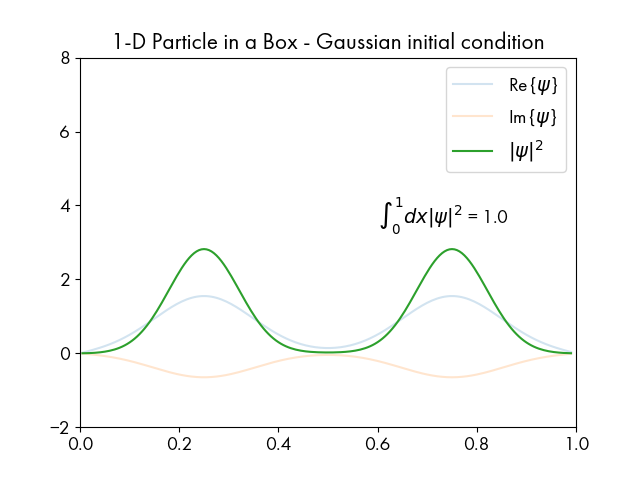 1-D Particle in a Box - Gaussian initial condition
8
6
4
2
0
−2
0.0 0.2 0.4 0.6 0.8 1.0
Re{ψ}
Im{ψ}
|ψ|²
∫₀¹dx|ψ|² = 1.0